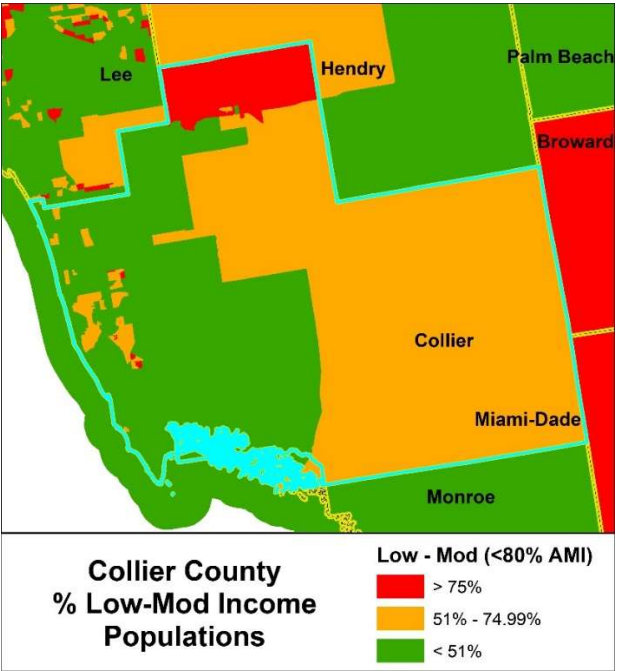 Lee
Hendry
Palm Beach
Broward
Collier
Miami-Dade
Monroe
Collier County
% Low-Mod Income
Populations
Low - Mod (<80% AMI)
> 75%
51% - 74.99%
< 51%